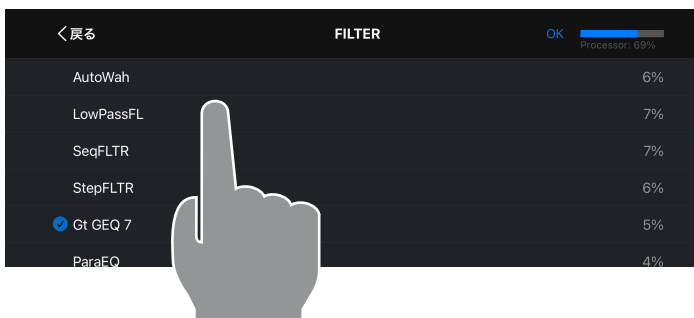 戻る FILTER OK
Processor: 69%
AutoWah 6%
LowPassFL 7%
SeqFLTR 7%
StepFLTR 6%
Gt GEQ 7 5%
ParaEQ 4%